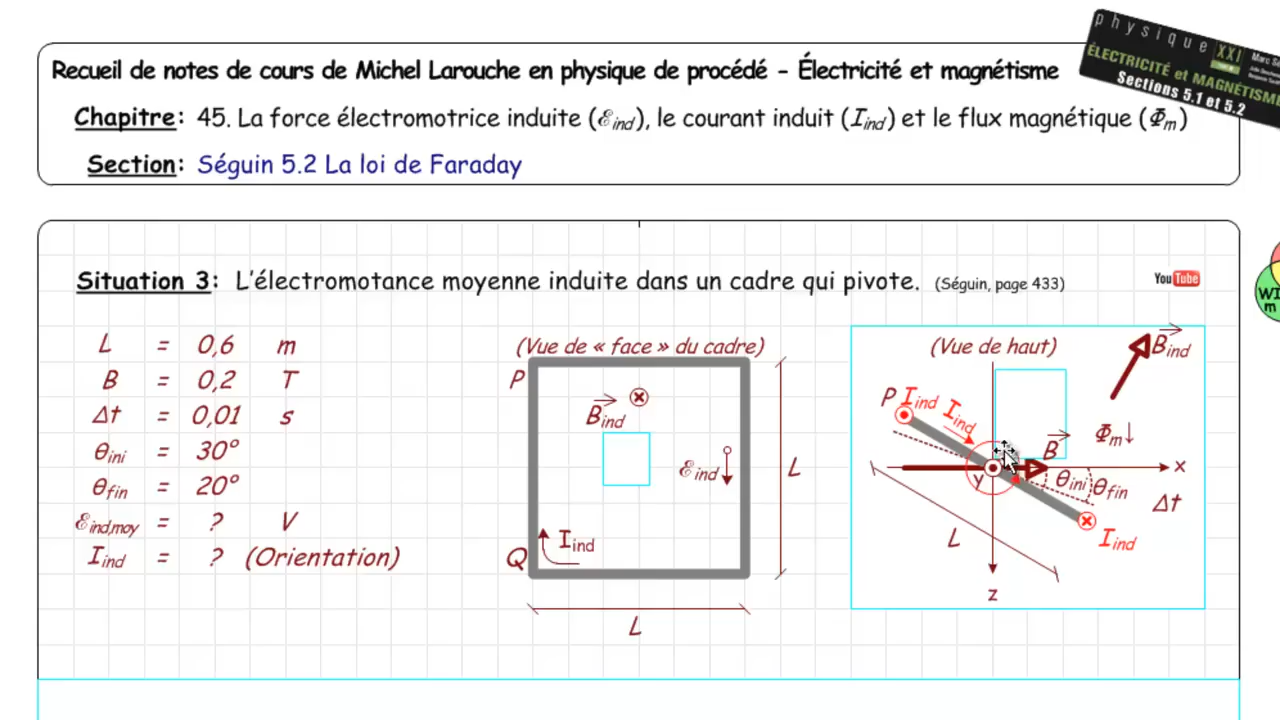 physique XXI
Marc Sé
ÉLECTRICITÉ et MAGNÉTISME
Sections 5.1 et 5.2
Recueil de notes de cours de Michel Larouche en physique de procédé - Électricité et magnétisme
Chapitre: 45. La force électromotrice induite (ℰind), le courant induit (Iind) et le flux magnétique (Φm)
Section: Séguin 5.2 La loi de Faraday
Situation 3: L'électromotance moyenne induite dans un cadre qui pivote. (Séguin, page 433)
YouTube
WI
m
L = 0,6 m
B = 0,2 T
Δt = 0,01 s
θini = 30°
θfin = 20°
ℰind,moy = ? V
Iind = ? (Orientation)
(Vue de « face » du cadre)
P
Bind
ℰind
L
Iind
Q
L
(Vue de haut)
Bind
P Iind Iind
Φm↓
B
x
y
θini θfin
Δt
L
Iind
z